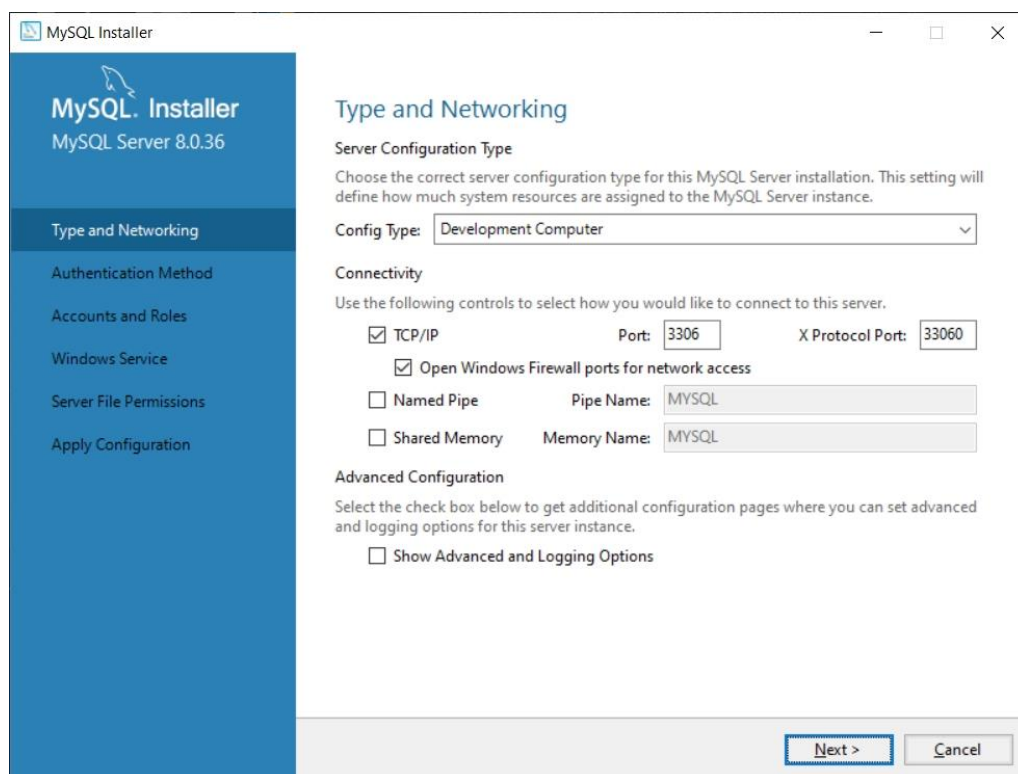 MySQL Installer
MySQL. Installer
MySQL Server 8.0.36
Type and Networking
Authentication Method
Accounts and Roles
Windows Service
Server File Permissions
Apply Configuration
Type and Networking
Server Configuration Type
Choose the correct server configuration type for this MySQL Server installation. This setting will
define how much system resources are assigned to the MySQL Server instance.
Config Type: Development Computer
Connectivity
Use the following controls to select how you would like to connect to this server.
TCP/IP Port: 3306 X Protocol Port: 33060
Open Windows Firewall ports for network access
Named Pipe Pipe Name: MYSQL
Shared Memory Memory Name: MYSQL
Advanced Configuration
Select the check box below to get additional configuration pages where you can set advanced
and logging options for this server instance.
Show Advanced and Logging Options
Next > Cancel